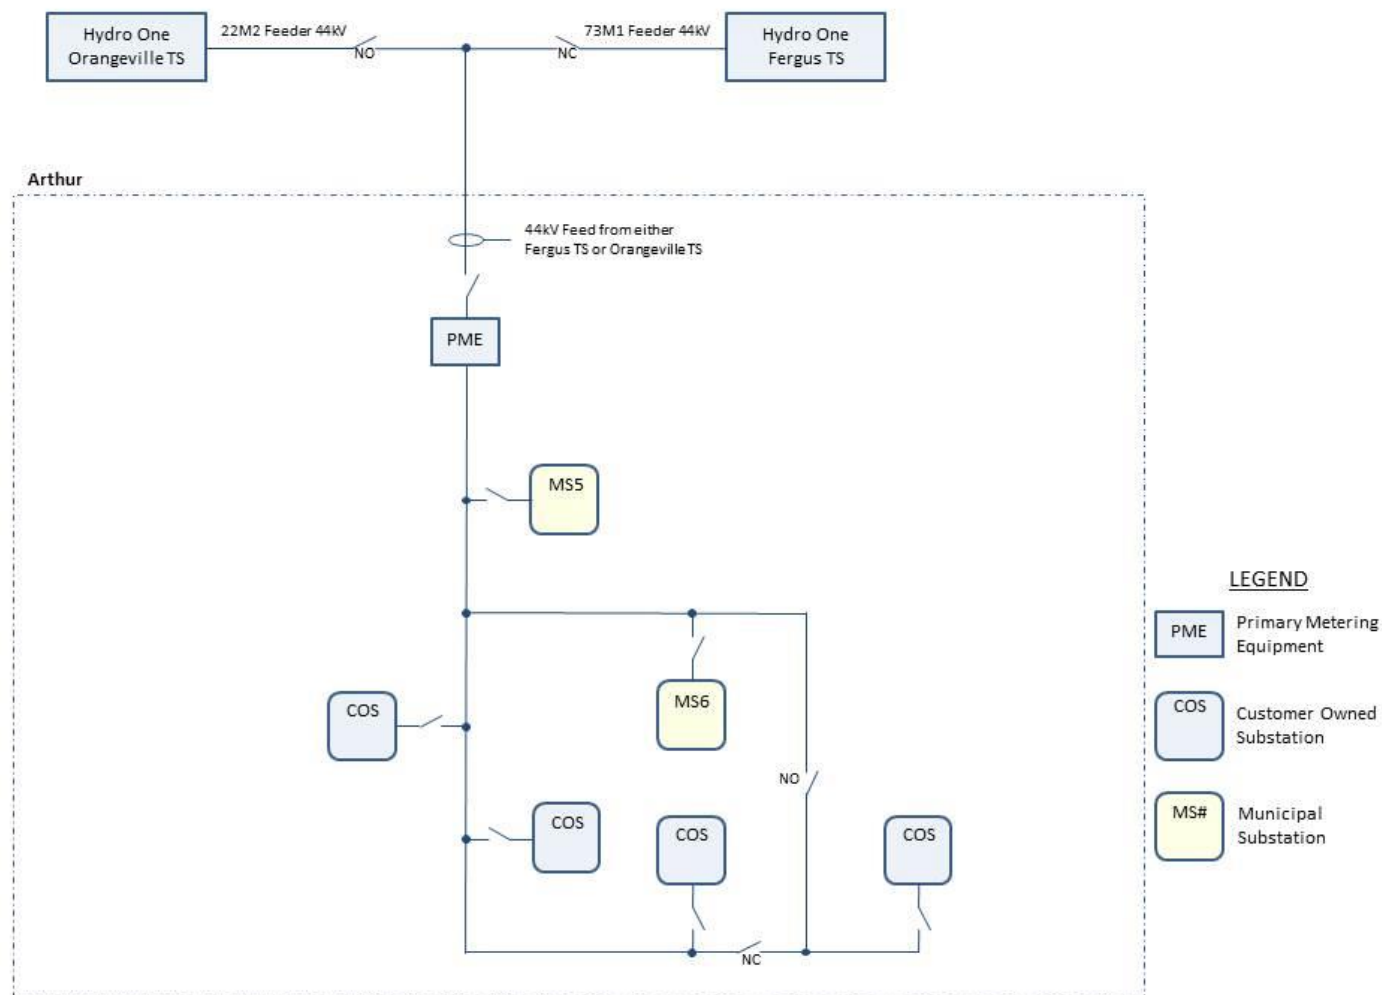 Hydro One
Orangeville TS
22M2 Feeder 44kV
NO
NC
73M1 Feeder 44kV
Hydro One
Fergus TS
Arthur
44kV Feed from either
Fergus TS or Orangeville TS
PME
MS5
COS
MS6
NO
COS
COS
COS
NC
LEGEND
PME
Primary Metering
Equipment
COS
Customer Owned
Substation
MS#
Municipal
Substation